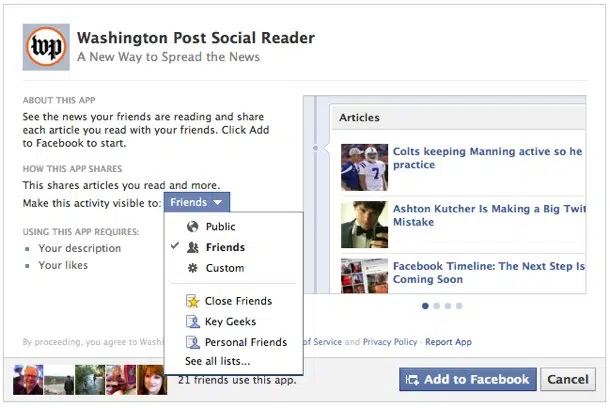 wp
Washington Post Social Reader
A New Way to Spread the News
ABOUT THIS APP
See the news your friends are reading and share
each article you read with your friends. Click Add
to Facebook to start.
HOW THIS APP SHARES
This shares articles you read and more.
Make this activity visible to: Friends
Public
Friends
Custom
Close Friends
Key Geeks
Personal Friends
See all lists...
USING THIS APP REQUIRES:
Your description
Your likes
Articles
Colts keeping Manning active so he
practice
7
Ashton Kutcher Is Making a Big Twit
Mistake
Facebook Timeline: The Next Step Is
Coming Soon
By proceeding, you agree to Washi
of Service and Privacy Policy · Report App
21 friends use this app.
Add to Facebook
Cancel